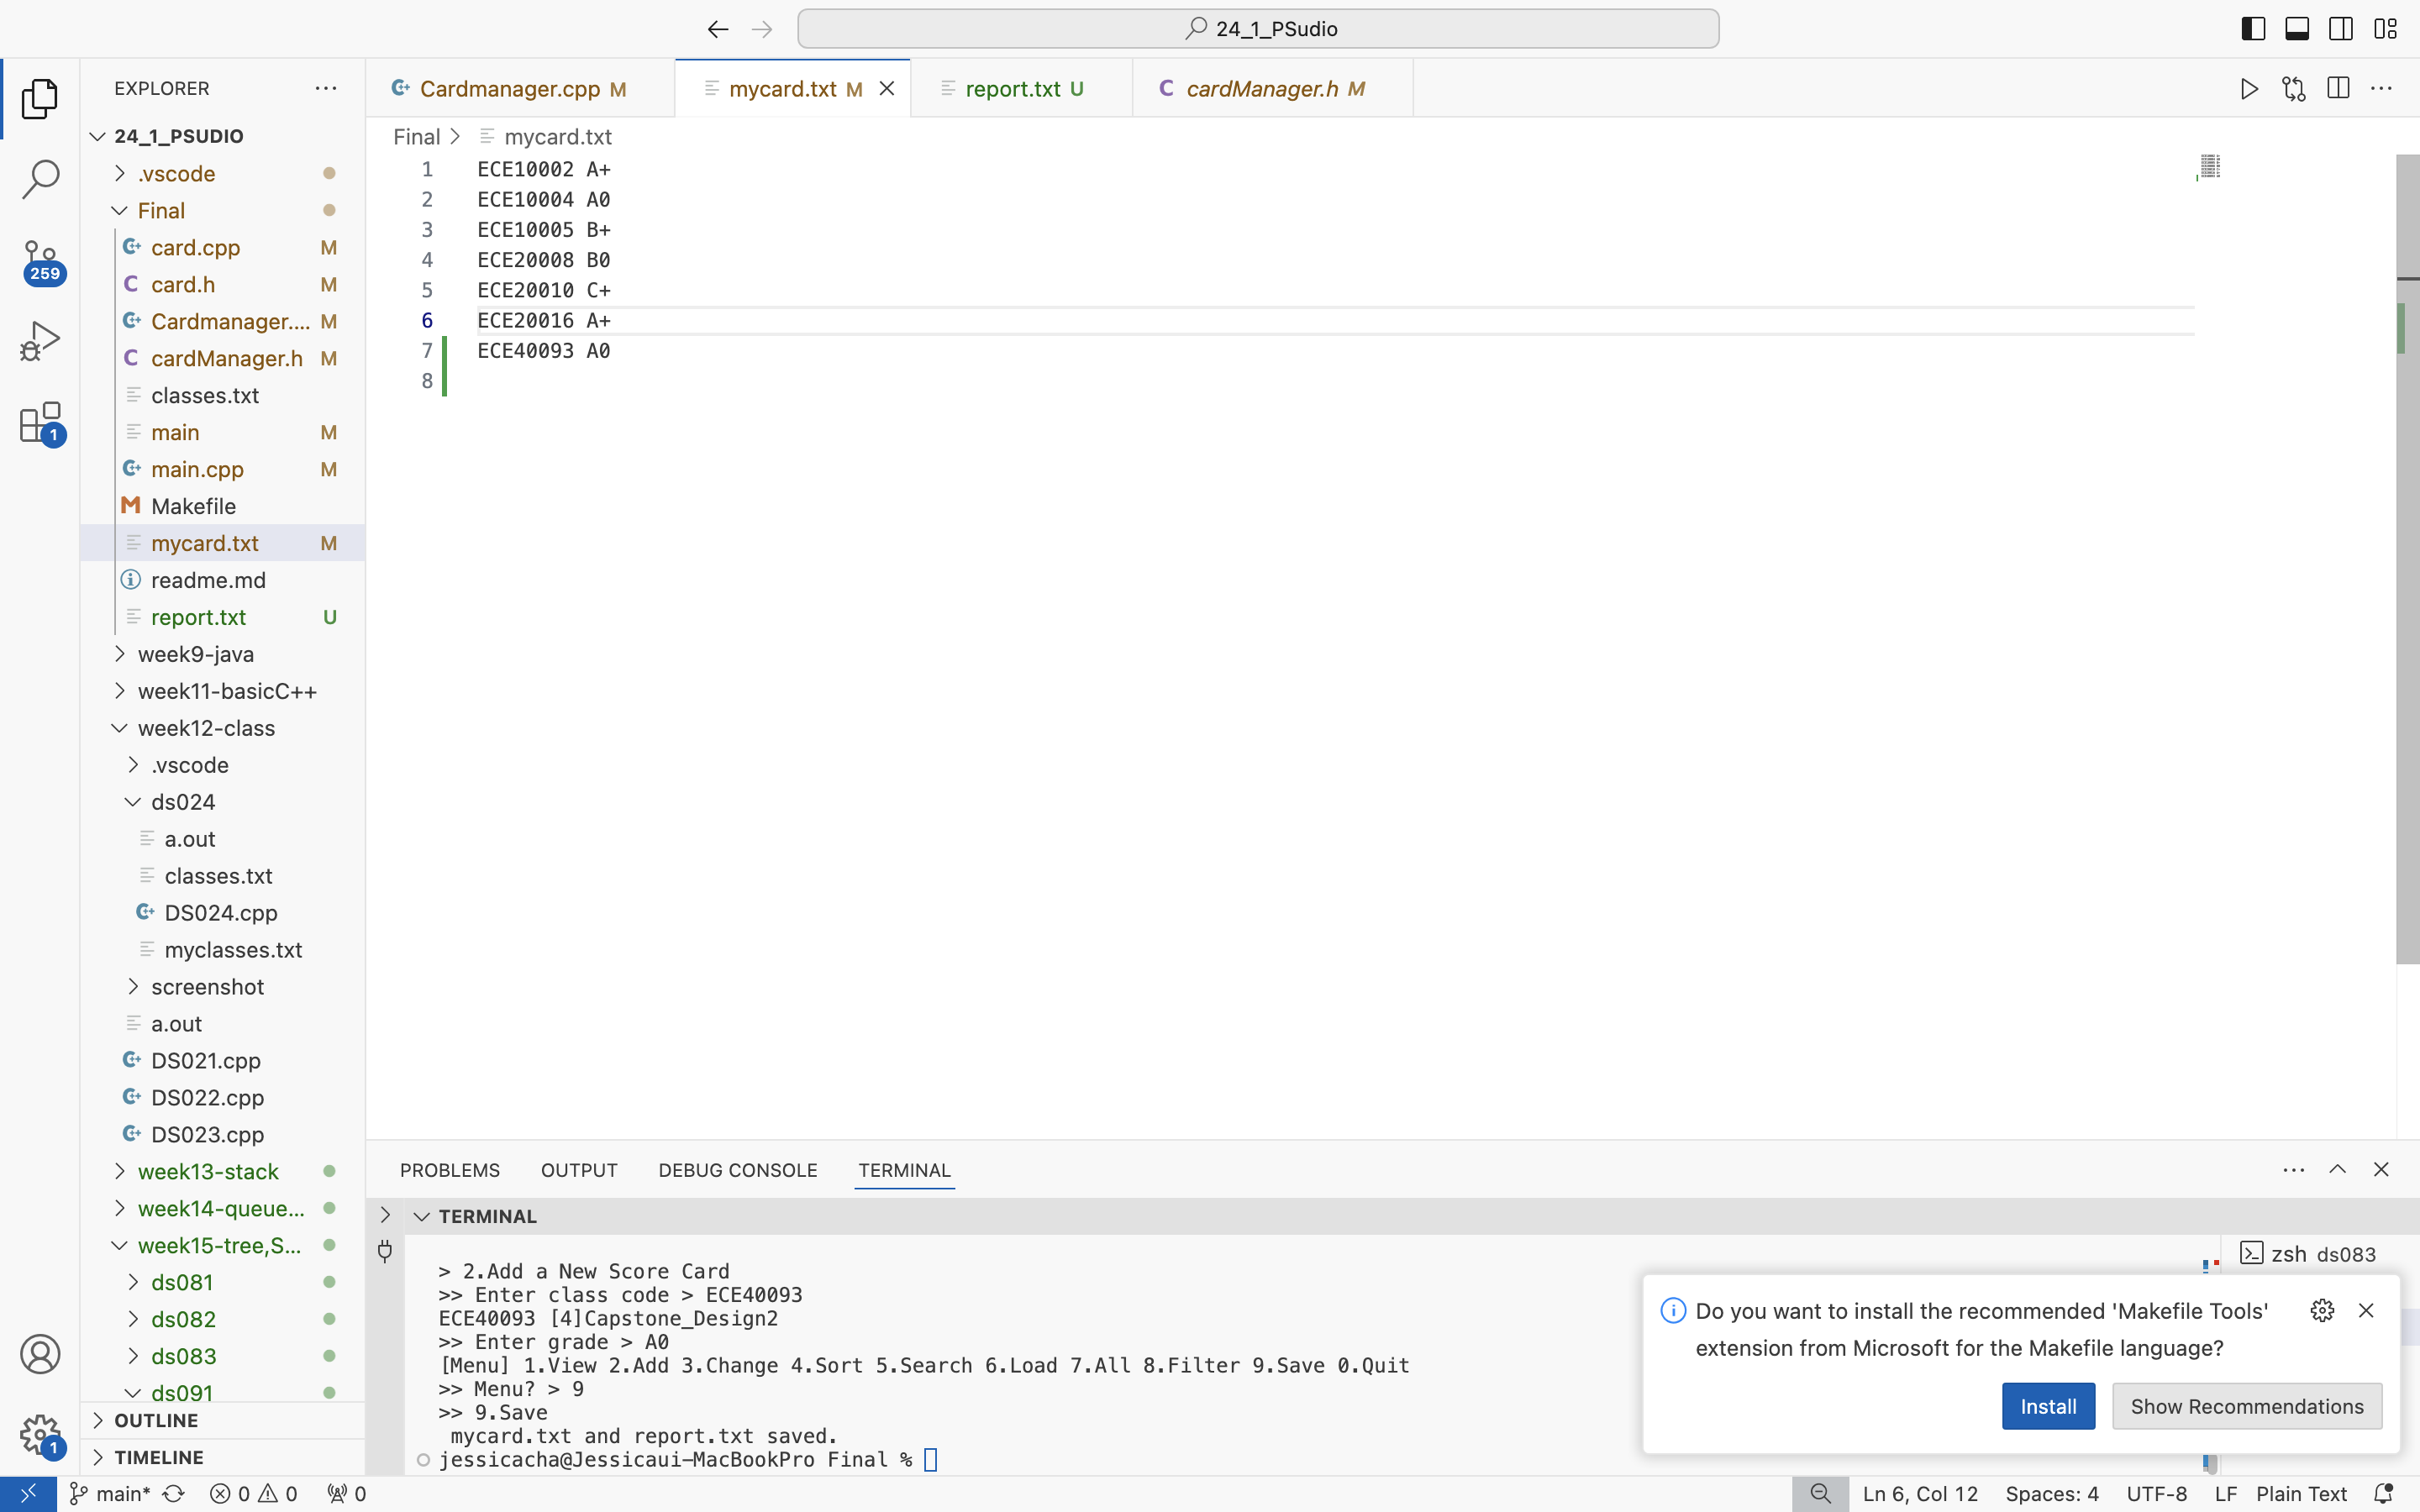 24_1_PSudio
EXPLORER
24_1_PSUDIO
.vscode
Final
card.cpp M
card.h M
Cardmanager.... M
cardManager.h M
classes.txt
main M
main.cpp M
Makefile
mycard.txt M
readme.md
report.txt U
week9-java
week11-basicC++
week12-class
.vscode
ds024
a.out
classes.txt
DS024.cpp
myclasses.txt
screenshot
a.out
DS021.cpp
DS022.cpp
DS023.cpp
week13-stack
week14-queue...
week15-tree,S...
ds081
ds082
ds083
ds091
OUTLINE
TIMELINE
259
1
1
Cardmanager.cpp M
mycard.txt M
report.txt U
cardManager.h M
Final > mycard.txt
1 ECE10002 A+
2 ECE10004 A0
3 ECE10005 B+
4 ECE20008 B0
5 ECE20010 C+
6 ECE20016 A+
7 ECE40093 A0
8
PROBLEMS OUTPUT DEBUG CONSOLE TERMINAL
TERMINAL
> 2.Add a New Score Card
>> Enter class code > ECE40093
ECE40093 [4]Capstone_Design2
>> Enter grade > A0
[Menu] 1.View 2.Add 3.Change 4.Sort 5.Search 6.Load 7.All 8.Filter 9.Save 0.Quit
>> Menu? > 9
>> 9.Save
mycard.txt and report.txt saved.
jessicacha@Jessicaui-MacBookPro Final %
zsh ds083
Do you want to install the recommended 'Makefile Tools'
extension from Microsoft for the Makefile language?
Install
Show Recommendations
main* 0 0 0
Ln 6, Col 12 Spaces: 4 UTF-8 LF Plain Text